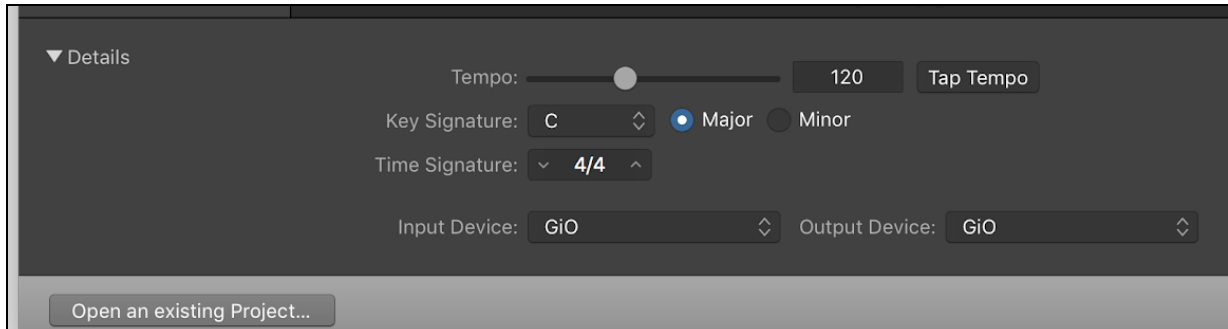 Details
Tempo: 120 Tap Tempo
Key Signature: C Major Minor
Time Signature: 4/4
Input Device: GiO Output Device: GiO
Open an existing Project...